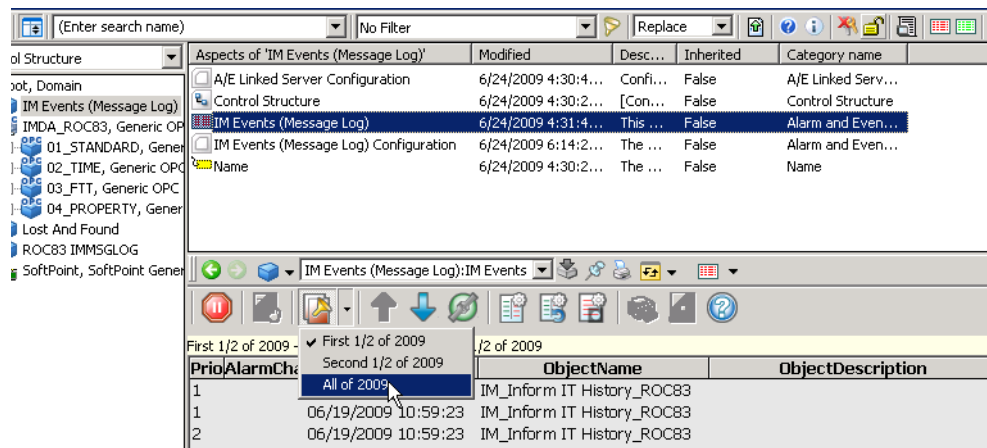 (Enter search name) No Filter Replace
ol Structure
Aspects of 'IM Events (Message Log)' Modified Desc... Inherited Category name
oot, Domain
A/E Linked Server Configuration 6/24/2009 4:30:4... Confi... False A/E Linked Serv...
IM Events (Message Log)
Control Structure 6/24/2009 4:30:2... [Con... False Control Structure
IMDA_ROC83, Generic OP
IM Events (Message Log) 6/24/2009 4:31:4... This ... False Alarm and Even...
01_STANDARD, Gener
IM Events (Message Log) Configuration 6/24/2009 6:14:2... The ... False Alarm and Even...
02_TIME, Generic OPC
Name 6/24/2009 4:30:2... The ... False Name
03_FTT, Generic OPC
04_PROPERTY, Gener
Lost And Found
ROC83 IMMSGLOG
SoftPoint, SoftPoint Gener
IM Events (Message Log):IM Events
First 1/2 of 2009 - /2 of 2009
First 1/2 of 2009
Second 1/2 of 2009
All of 2009
Prio AlarmCha ObjectName ObjectDescription
1 IM_Inform IT History_ROC83
1 06/19/2009 10:59:23 IM_Inform IT History_ROC83
2 06/19/2009 10:59:23 IM_Inform IT History_ROC83